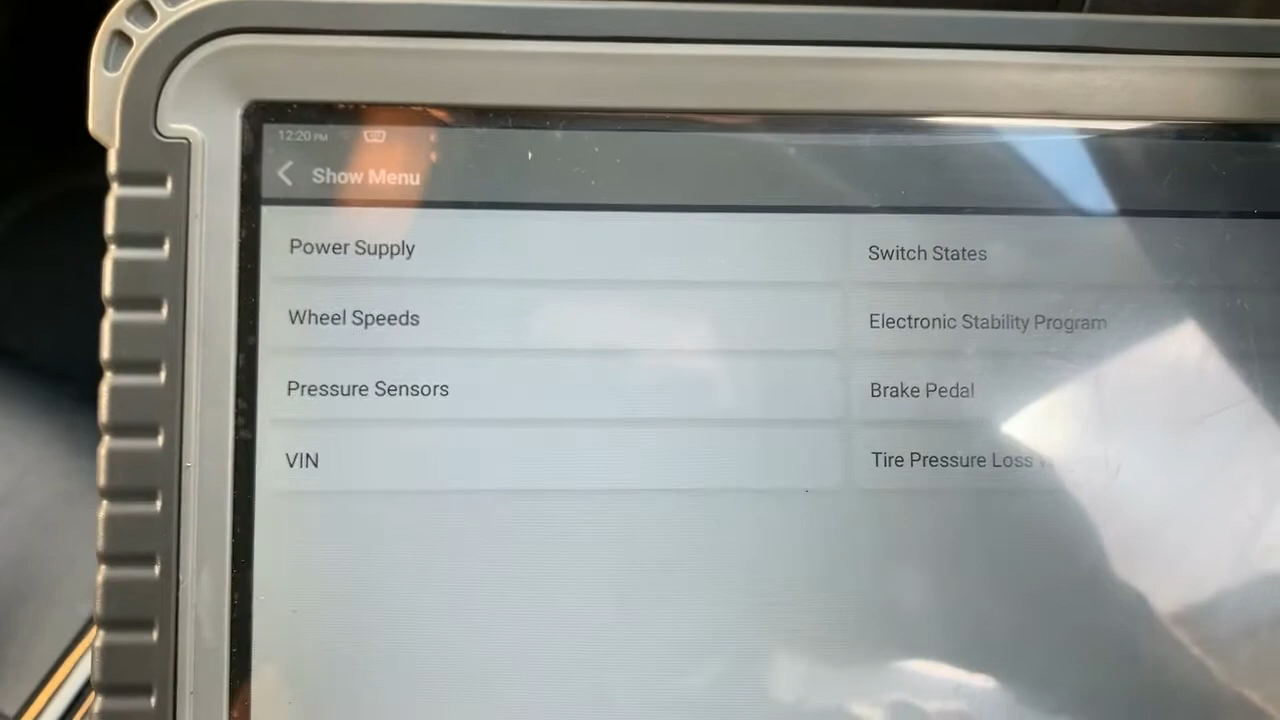 12:20 PM
Show Menu
Power Supply
Switch States
Wheel Speeds
Electronic Stability Program
Pressure Sensors
Brake Pedal
VIN
Tire Pressure Loss